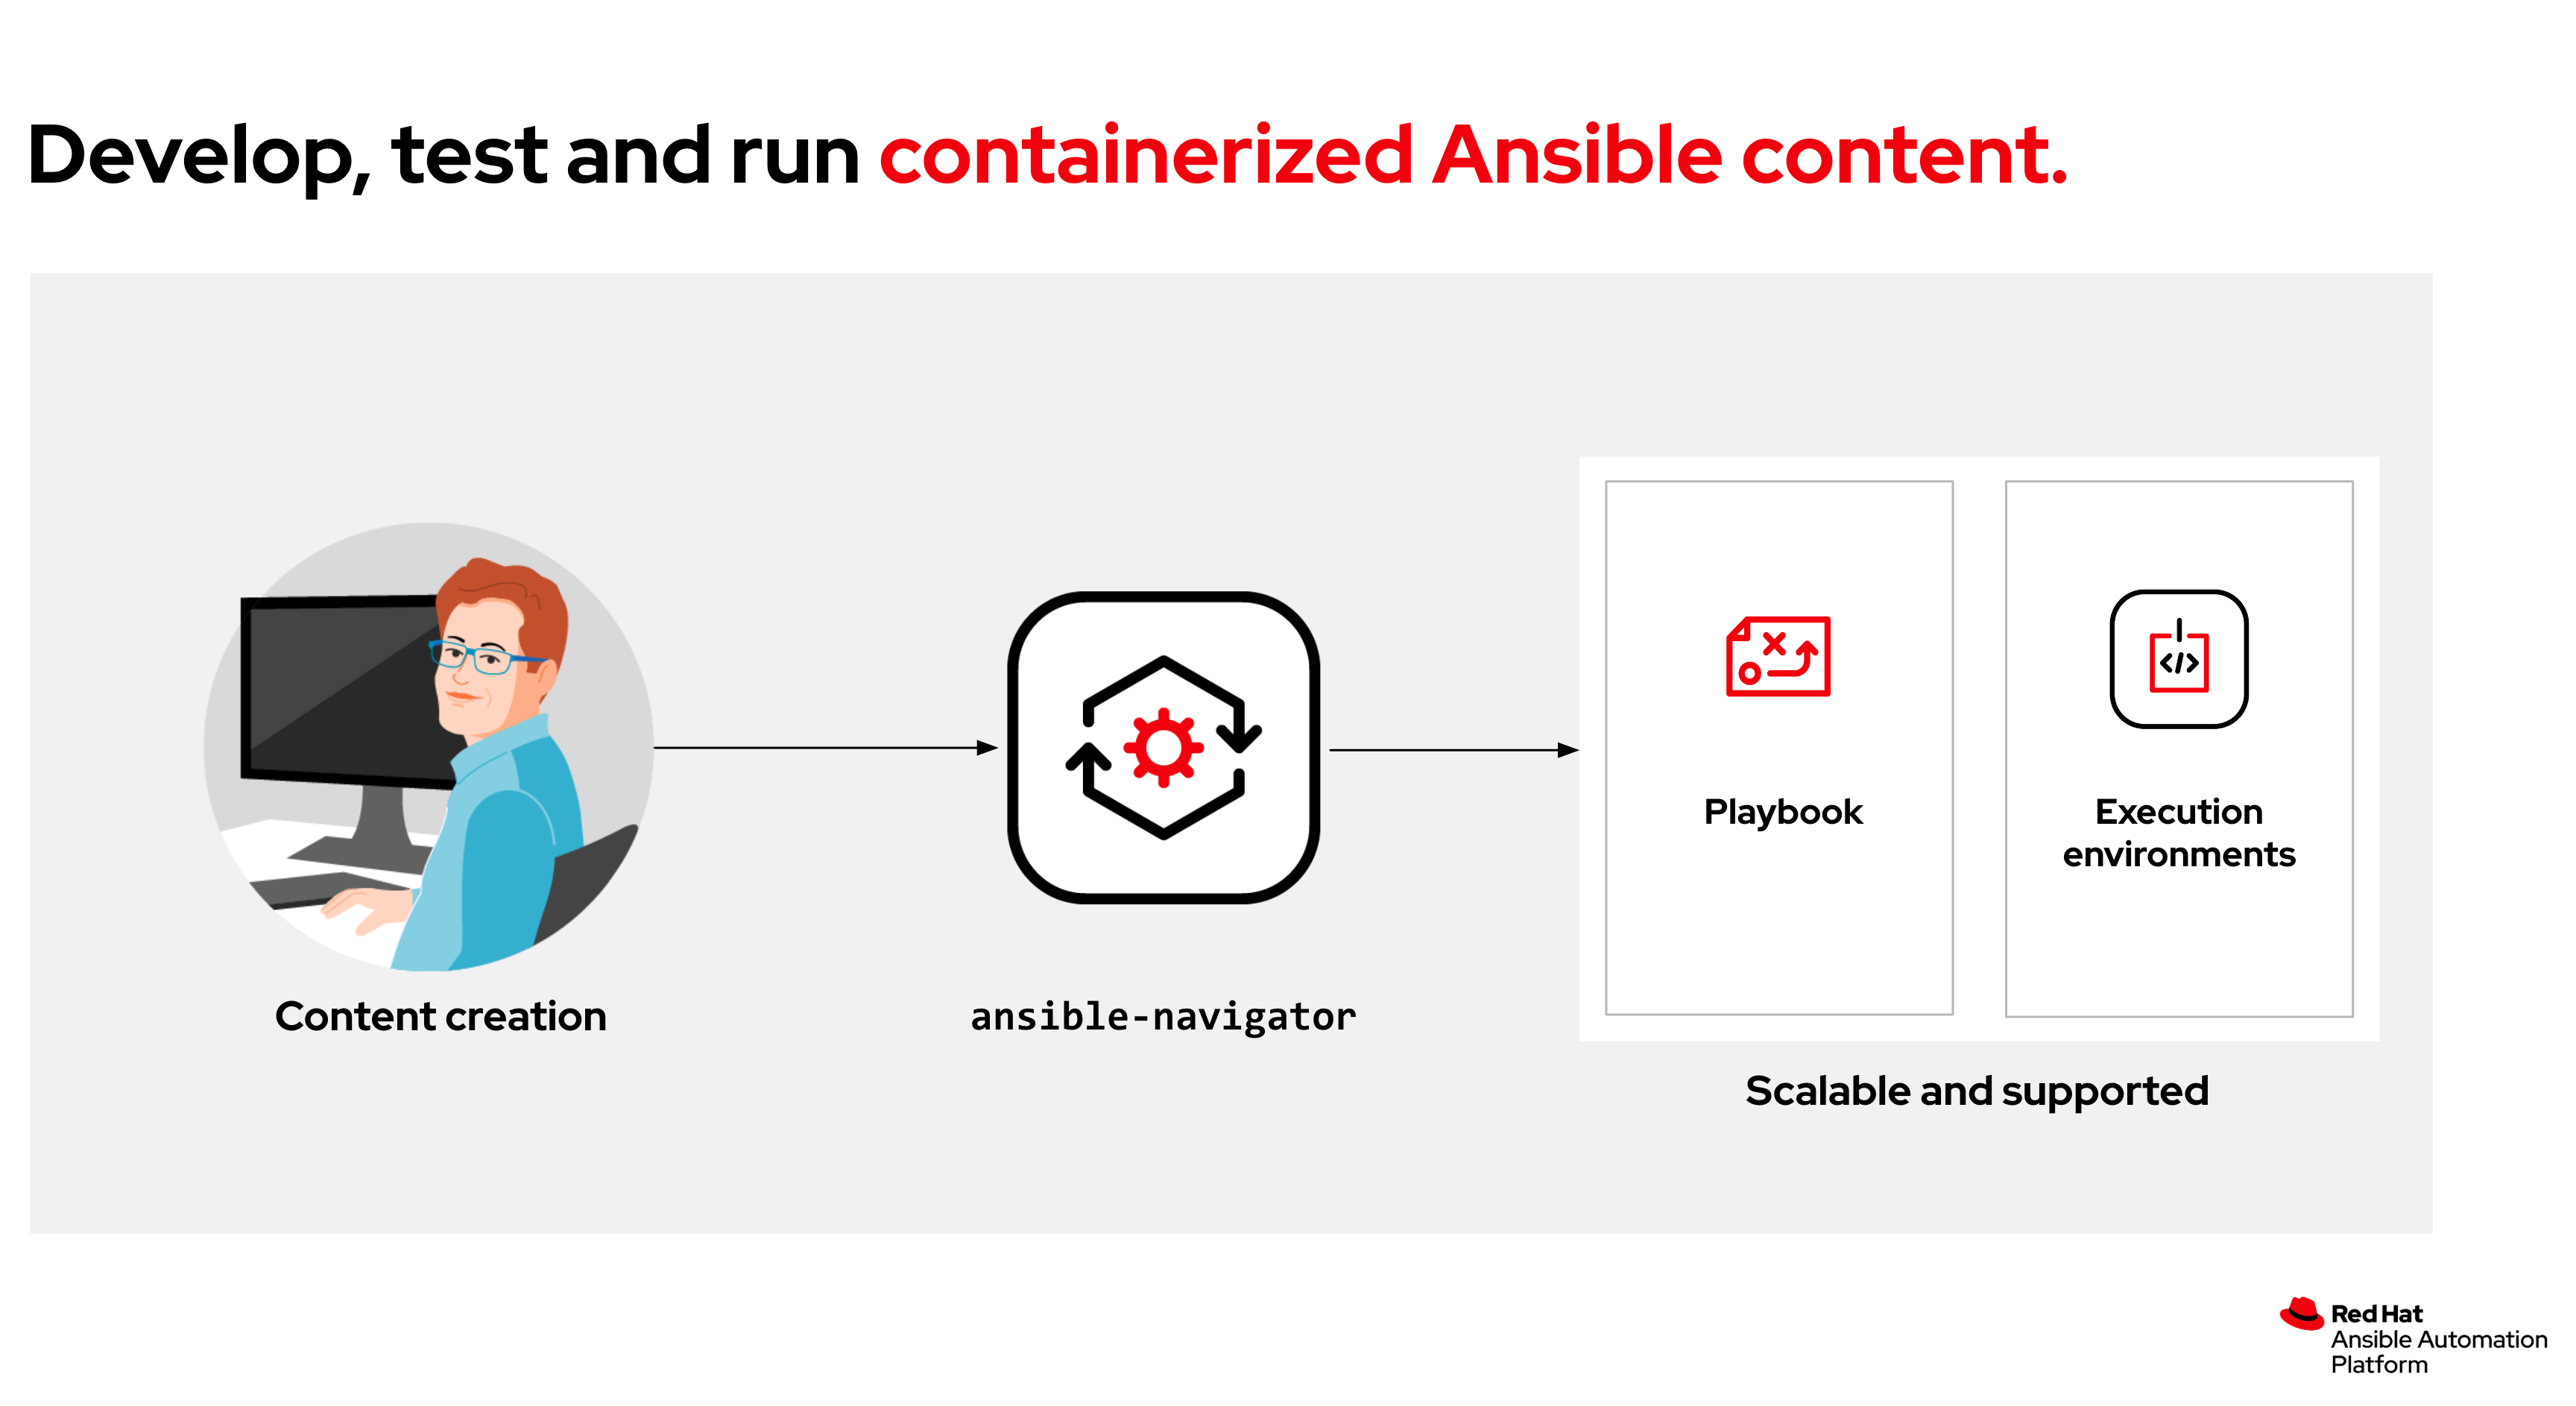 Develop, test and run containerized Ansible content.
Content creation
ansible-navigator
Playbook
Execution
environments
Scalable and supported
Red Hat
Ansible Automation
Platform